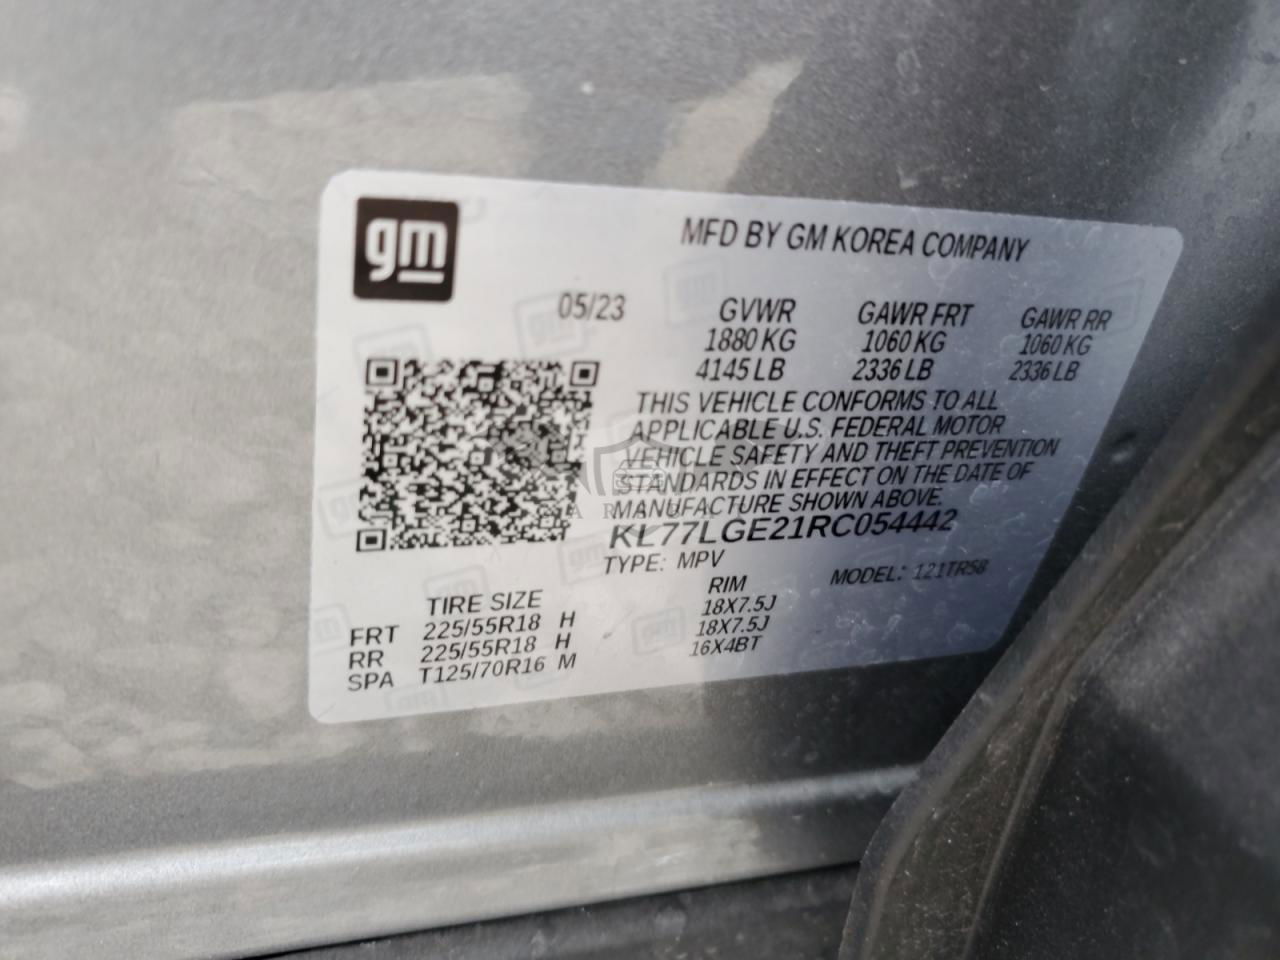 gm
MFD BY GM KOREA COMPANY
05/23 GVWR GAWR FRT GAWR RR
1880 KG 1060 KG 1060 KG
4145 LB 2336 LB 2336 LB
THIS VEHICLE CONFORMS TO ALL
APPLICABLE U.S. FEDERAL MOTOR
VEHICLE SAFETY AND THEFT PREVENTION
STANDARDS IN EFFECT ON THE DATE OF
MANUFACTURE SHOWN ABOVE.
KL77LGE21RC054442
TYPE: MPV MODEL: 121TR58
TIRE SIZE RIM
FRT 225/55R18 H 18X7.5J
RR 225/55R18 H 18X7.5J
SPA T125/70R16 M 16X4BT